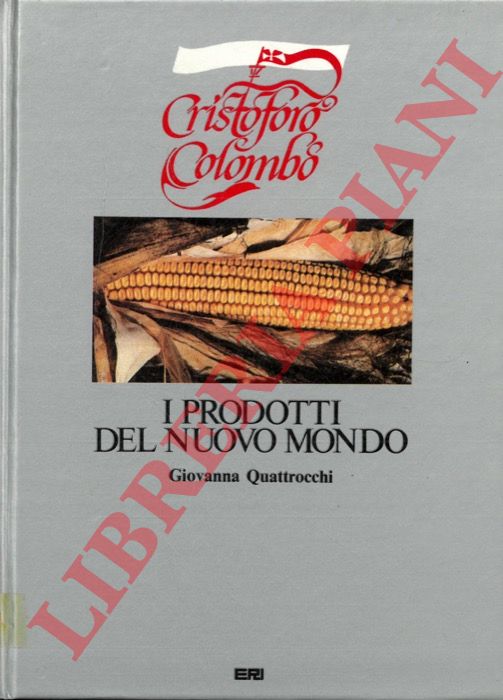 Cristoforo
Colombo
I PRODOTTI
DEL NUOVO MONDO
Giovanna Quattrocchi
ERI
LIBRERIA PIANI